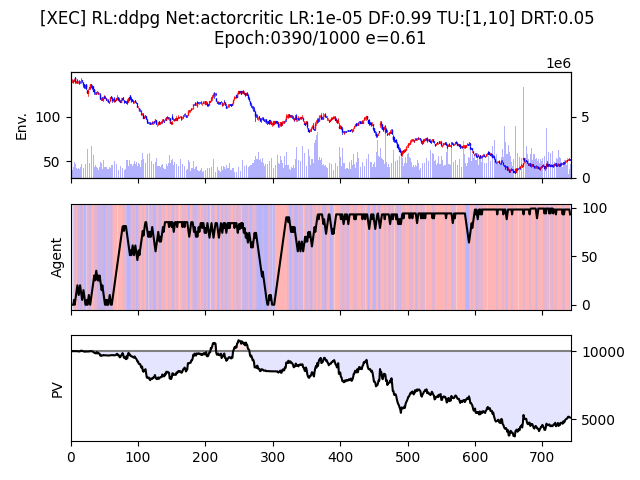 [XEC] RL:ddpg Net:actorcritic LR:1e-05 DF:0.99 TU:[1,10] DRT:0.05
Epoch:0390/1000 e=0.61
1e6
Env.
100
50
5
0
Agent
100
50
0
PV
10000
5000
0 100 200 300 400 500 600 700